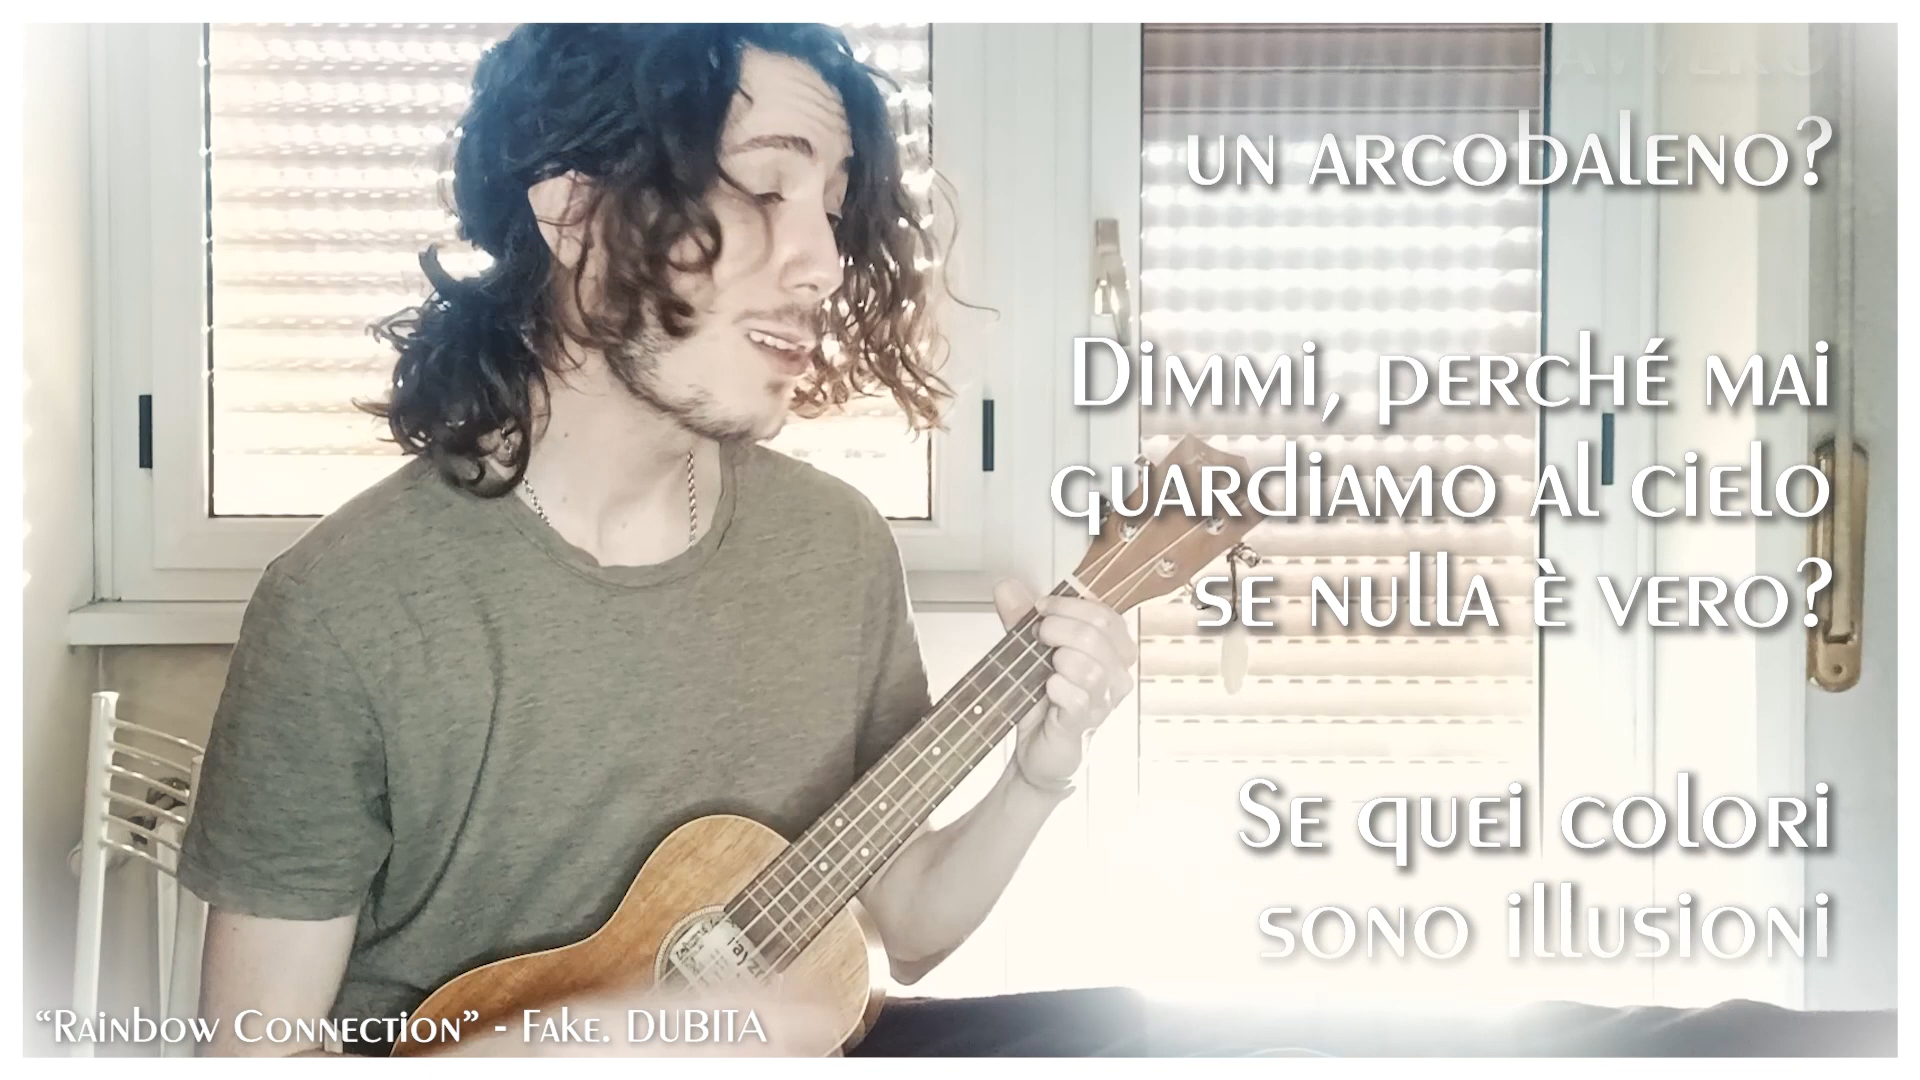 un arcobaleno?
Dimmi, perché mai
guardiamo al cielo
se nulla è vero?
Se quei colori
sono illusioni
“Rainbow Connection” - Fake. DUBITA